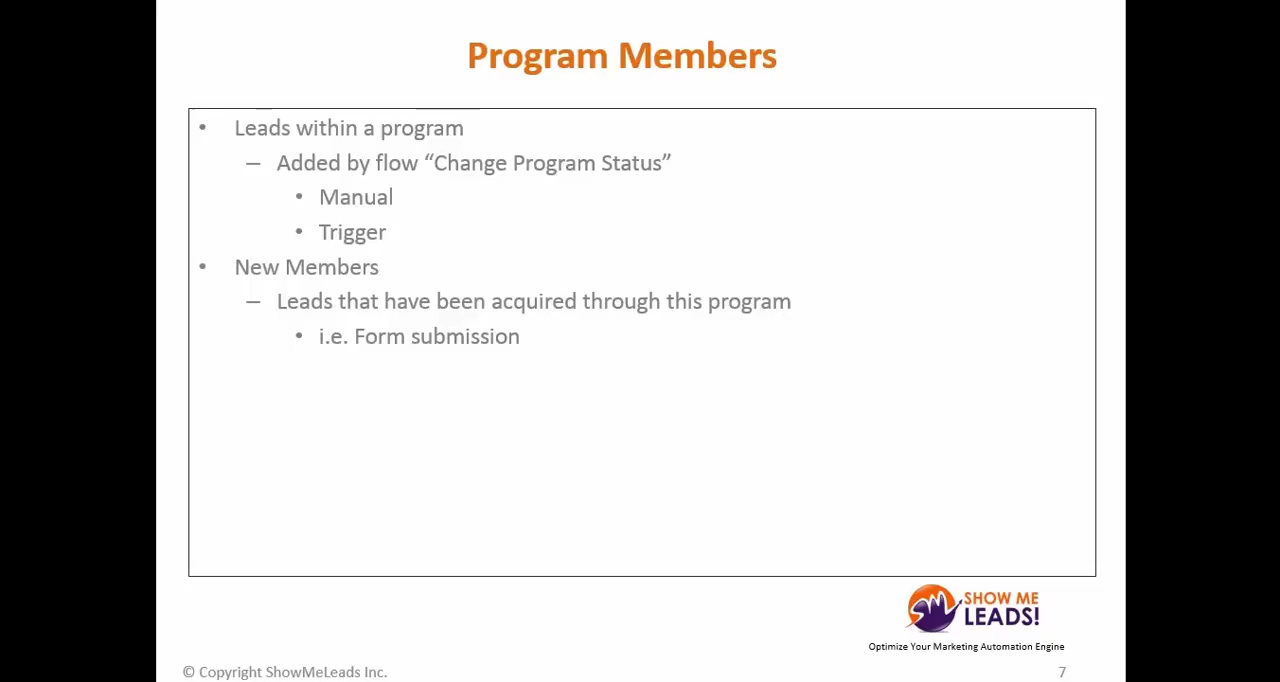 Program Members
• Leads within a program
– Added by flow “Change Program Status”
• Manual
• Trigger
• New Members
– Leads that have been acquired through this program
• i.e. Form submission
SHOW ME
LEADS!
Optimize Your Marketing Automation Engine
© Copyright ShowMeLeads Inc.
7